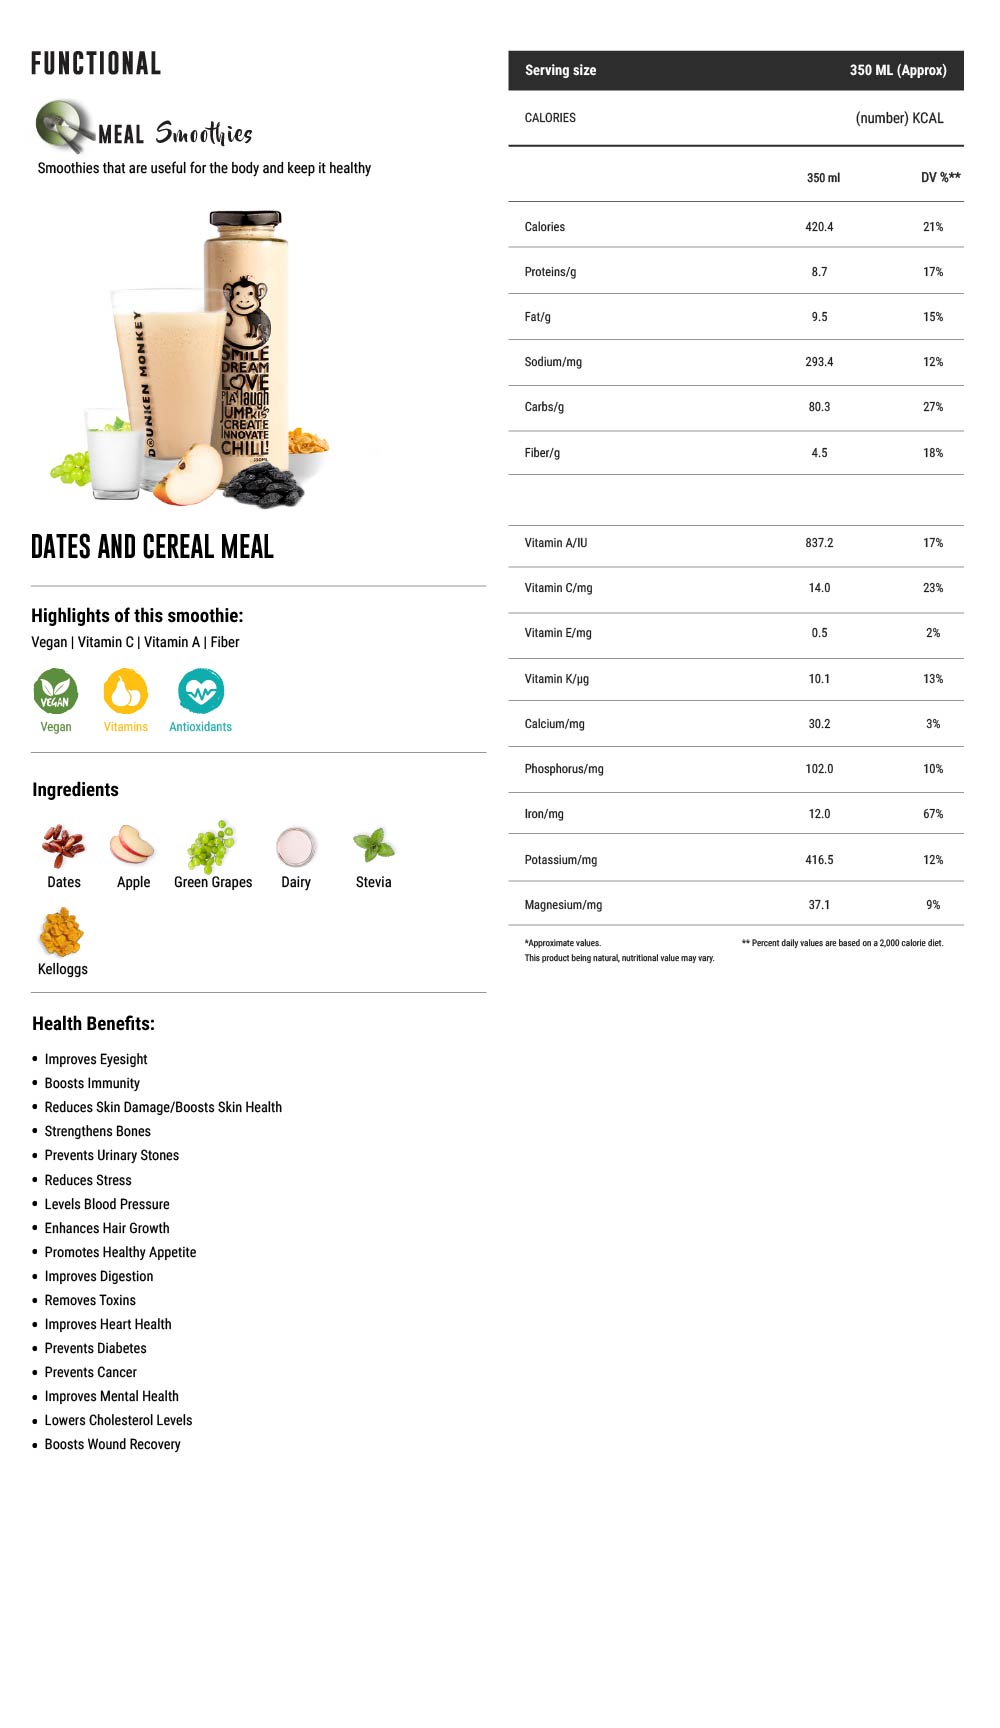 FUNCTIONAL
MEAL Smoothies
Smoothies that are useful for the body and keep it healthy
DRUNKEN MONKEY
SMILE
DREAM
LOVE
PLAY laugh
JUMP KISS
CREATE
INNOVATE
CHILL!
350ML
DATES AND CEREAL MEAL
Highlights of this smoothie:
Vegan | Vitamin C | Vitamin A | Fiber
VEGAN
Vegan Vitamins Antioxidants
Ingredients
Dates Apple Green Grapes Dairy Stevia
Kelloggs
Health Benefits:
• Improves Eyesight
• Boosts Immunity
• Reduces Skin Damage/Boosts Skin Health
• Strengthens Bones
• Prevents Urinary Stones
• Reduces Stress
• Levels Blood Pressure
• Enhances Hair Growth
• Promotes Healthy Appetite
• Improves Digestion
• Removes Toxins
• Improves Heart Health
• Prevents Diabetes
• Prevents Cancer
• Improves Mental Health
• Lowers Cholesterol Levels
• Boosts Wound Recovery
Serving size 350 ML (Approx)
CALORIES (number) KCAL
350 ml DV %**
Calories 420.4 21%
Proteins/g 8.7 17%
Fat/g 9.5 15%
Sodium/mg 293.4 12%
Carbs/g 80.3 27%
Fiber/g 4.5 18%
Vitamin A/IU 837.2 17%
Vitamin C/mg 14.0 23%
Vitamin E/mg 0.5 2%
Vitamin K/µg 10.1 13%
Calcium/mg 30.2 3%
Phosphorus/mg 102.0 10%
Iron/mg 12.0 67%
Potassium/mg 416.5 12%
Magnesium/mg 37.1 9%
*Approximate values. ** Percent daily values are based on a 2,000 calorie diet.
This product being natural, nutritional value may vary.